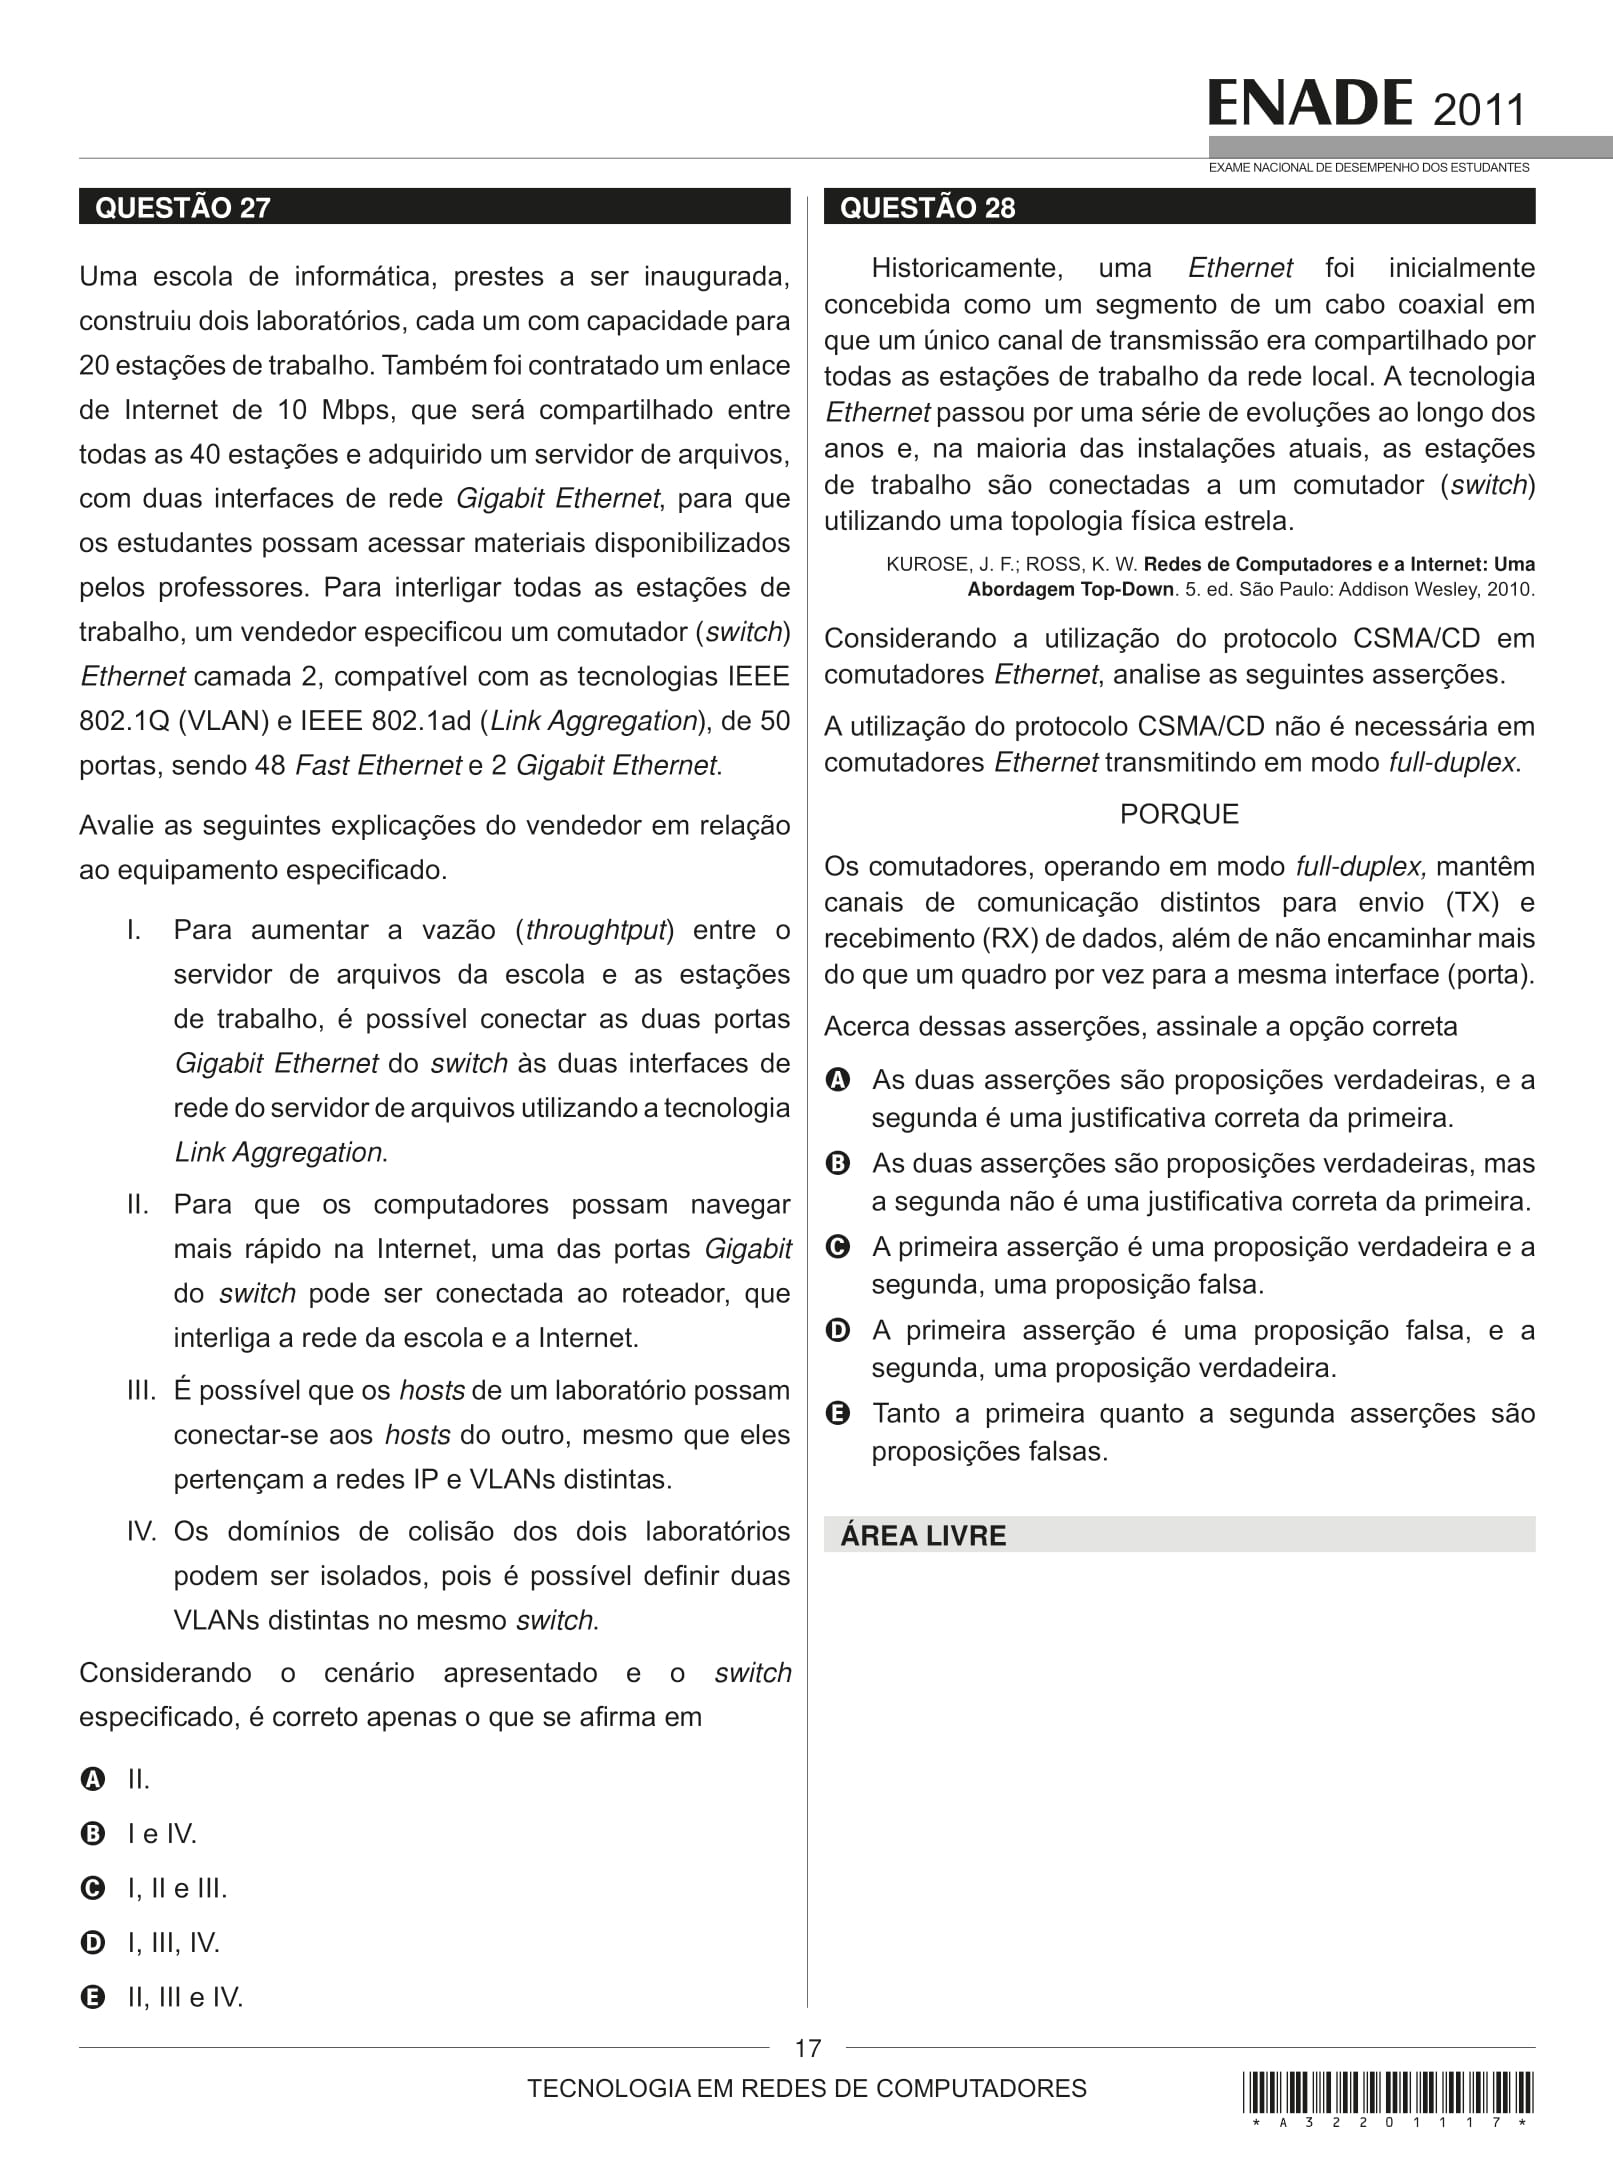 ENADE 2011
EXAME NACIONAL DE DESEMPENHO DOS ESTUDANTES
QUESTÃO 27
Uma escola de informática, prestes a ser inaugurada,
construiu dois laboratórios, cada um com capacidade para
20 estações de trabalho. Também foi contratado um enlace
de Internet de 10 Mbps, que será compartilhado entre
todas as 40 estações e adquirido um servidor de arquivos,
com duas interfaces de rede Gigabit Ethernet, para que
os estudantes possam acessar materiais disponibilizados
pelos professores. Para interligar todas as estações de
trabalho, um vendedor especificou um comutador (switch)
Ethernet camada 2, compatível com as tecnologias IEEE
802.1Q (VLAN) e IEEE 802.1ad (Link Aggregation), de 50
portas, sendo 48 Fast Ethernet e 2 Gigabit Ethernet.
Avalie as seguintes explicações do vendedor em relação
ao equipamento especificado.
I. Para aumentar a vazão (throughtput) entre o
servidor de arquivos da escola e as estações
de trabalho, é possível conectar as duas portas
Gigabit Ethernet do switch às duas interfaces de
rede do servidor de arquivos utilizando a tecnologia
Link Aggregation.
II. Para que os computadores possam navegar
mais rápido na Internet, uma das portas Gigabit
do switch pode ser conectada ao roteador, que
interliga a rede da escola e a Internet.
III. É possível que os hosts de um laboratório possam
conectar-se aos hosts do outro, mesmo que eles
pertençam a redes IP e VLANs distintas.
IV. Os domínios de colisão dos dois laboratórios
podem ser isolados, pois é possível definir duas
VLANs distintas no mesmo switch.
Considerando o cenário apresentado e o switch
especificado, é correto apenas o que se afirma em
A II.
B I e IV.
C I, II e III.
D I, III, IV.
E II, III e IV.
QUESTÃO 28
Historicamente, uma Ethernet foi inicialmente
concebida como um segmento de um cabo coaxial em
que um único canal de transmissão era compartilhado por
todas as estações de trabalho da rede local. A tecnologia
Ethernet passou por uma série de evoluções ao longo dos
anos e, na maioria das instalações atuais, as estações
de trabalho são conectadas a um comutador (switch)
utilizando uma topologia física estrela.
KUROSE, J. F.; ROSS, K. W. Redes de Computadores e a Internet: Uma
Abordagem Top-Down. 5. ed. São Paulo: Addison Wesley, 2010.
Considerando a utilização do protocolo CSMA/CD em
comutadores Ethernet, analise as seguintes asserções.
A utilização do protocolo CSMA/CD não é necessária em
comutadores Ethernet transmitindo em modo full-duplex.
PORQUE
Os comutadores, operando em modo full-duplex, mantêm
canais de comunicação distintos para envio (TX) e
recebimento (RX) de dados, além de não encaminhar mais
do que um quadro por vez para a mesma interface (porta).
Acerca dessas asserções, assinale a opção correta
A As duas asserções são proposições verdadeiras, e a
segunda é uma justificativa correta da primeira.
B As duas asserções são proposições verdadeiras, mas
a segunda não é uma justificativa correta da primeira.
C A primeira asserção é uma proposição verdadeira e a
segunda, uma proposição falsa.
D A primeira asserção é uma proposição falsa, e a
segunda, uma proposição verdadeira.
E Tanto a primeira quanto a segunda asserções são
proposições falsas.
ÁREA LIVRE
17
TECNOLOGIA EM REDES DE COMPUTADORES
* A 3 2 2 0 1 1 1 7 *